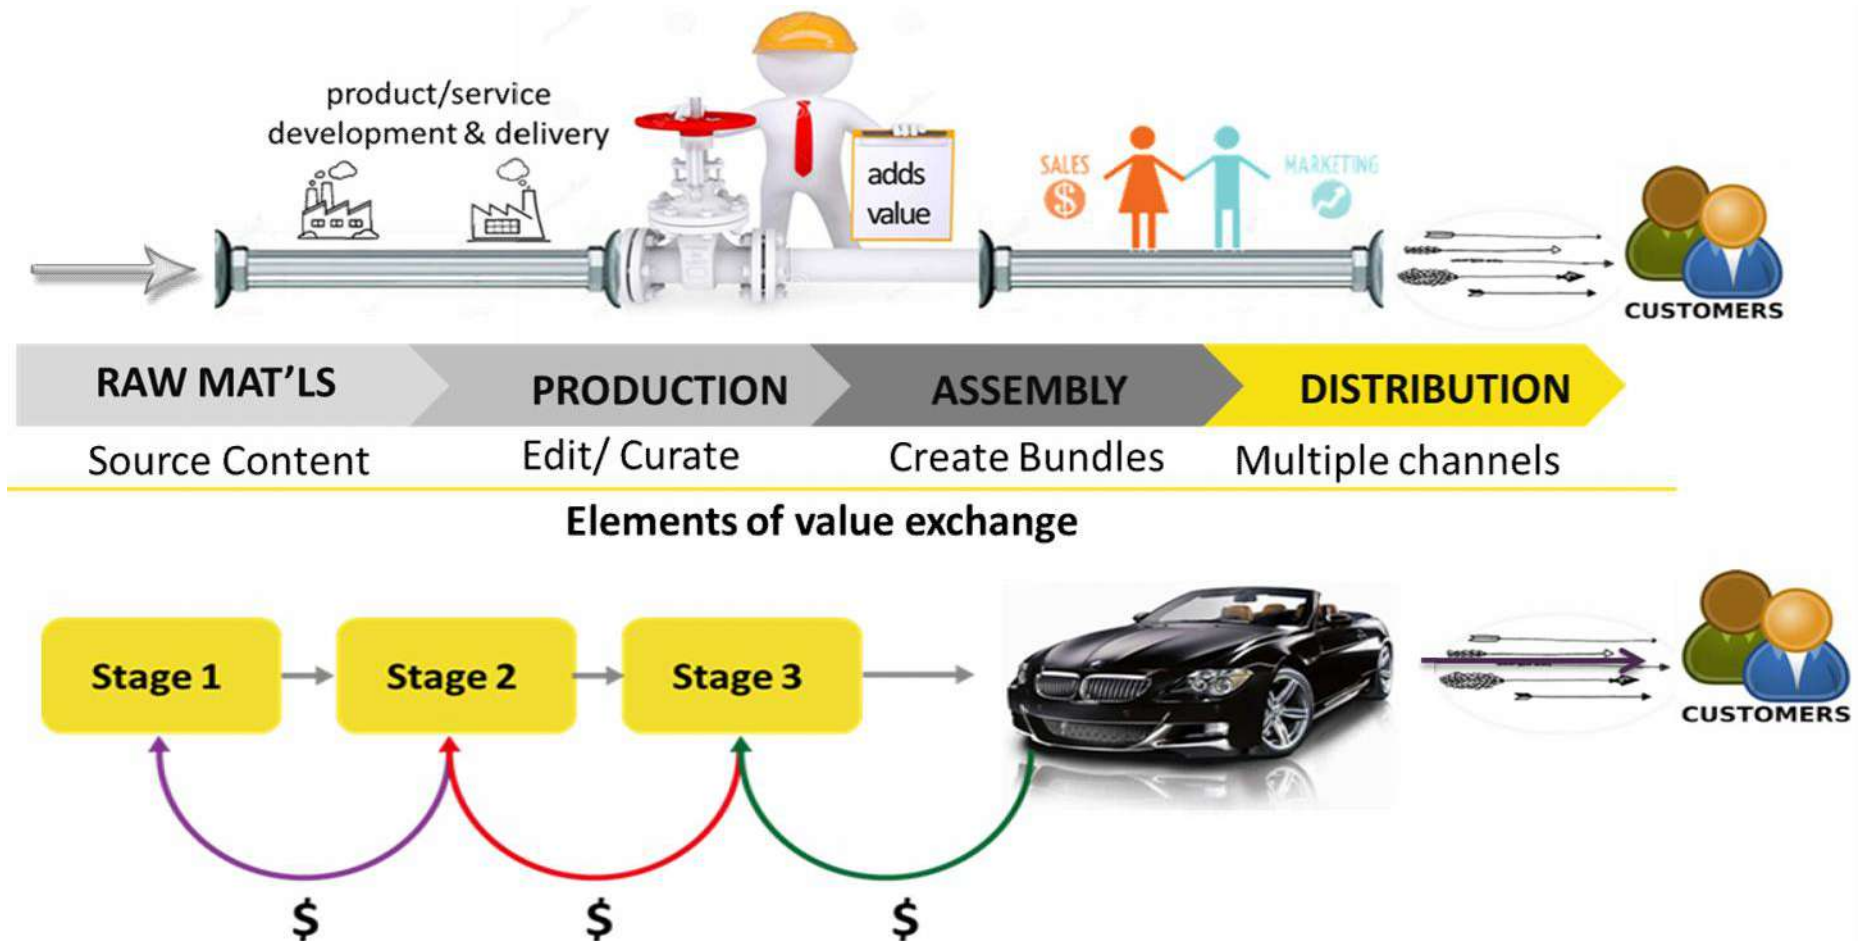 product/service
development & delivery
adds
value
SALES
$
MARKETING
CUSTOMERS
RAW MAT’LS
PRODUCTION
ASSEMBLY
DISTRIBUTION
Source Content
Edit/ Curate
Create Bundles
Multiple channels
Elements of value exchange
Stage 1
Stage 2
Stage 3
CUSTOMERS
$
$
$